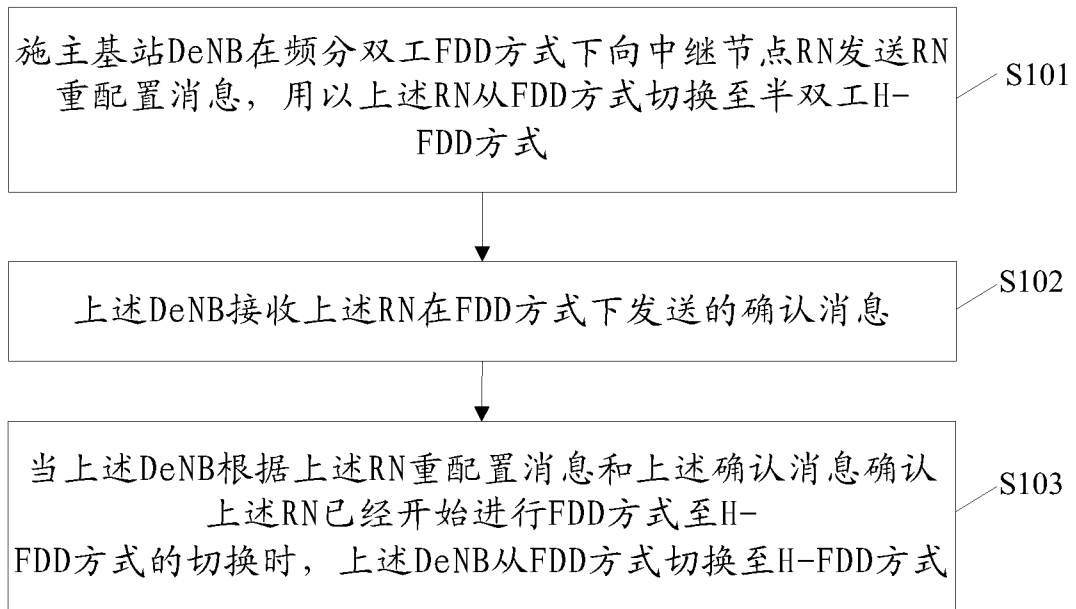 施主基站DeNB在频分双工FDD方式下向中继节点RN发送RN
重配置消息，用以上述RN从FDD方式切换至半双工H-
FDD方式
S101
上述DeNB接收上述RN在FDD方式下发送的确认消息
S102
当上述DeNB根据上述RN重配置消息和上述确认消息确认
上述RN已经开始进行FDD方式至H-
FDD方式的切换时，上述DeNB从FDD方式切换至H-FDD方式
S103